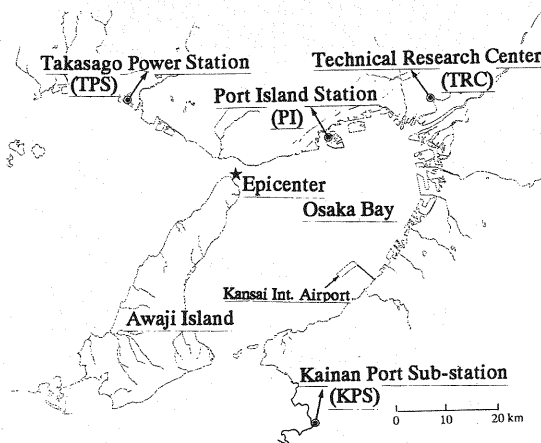 Takasago Power Station
(TPS)
Technical Research Center
(TRC)
Port Island Station
(PI)
Epicenter
Osaka Bay
Kansai Int. Airport
Awaji Island
Kainan Port Sub-station
(KPS)
0 10 20 km